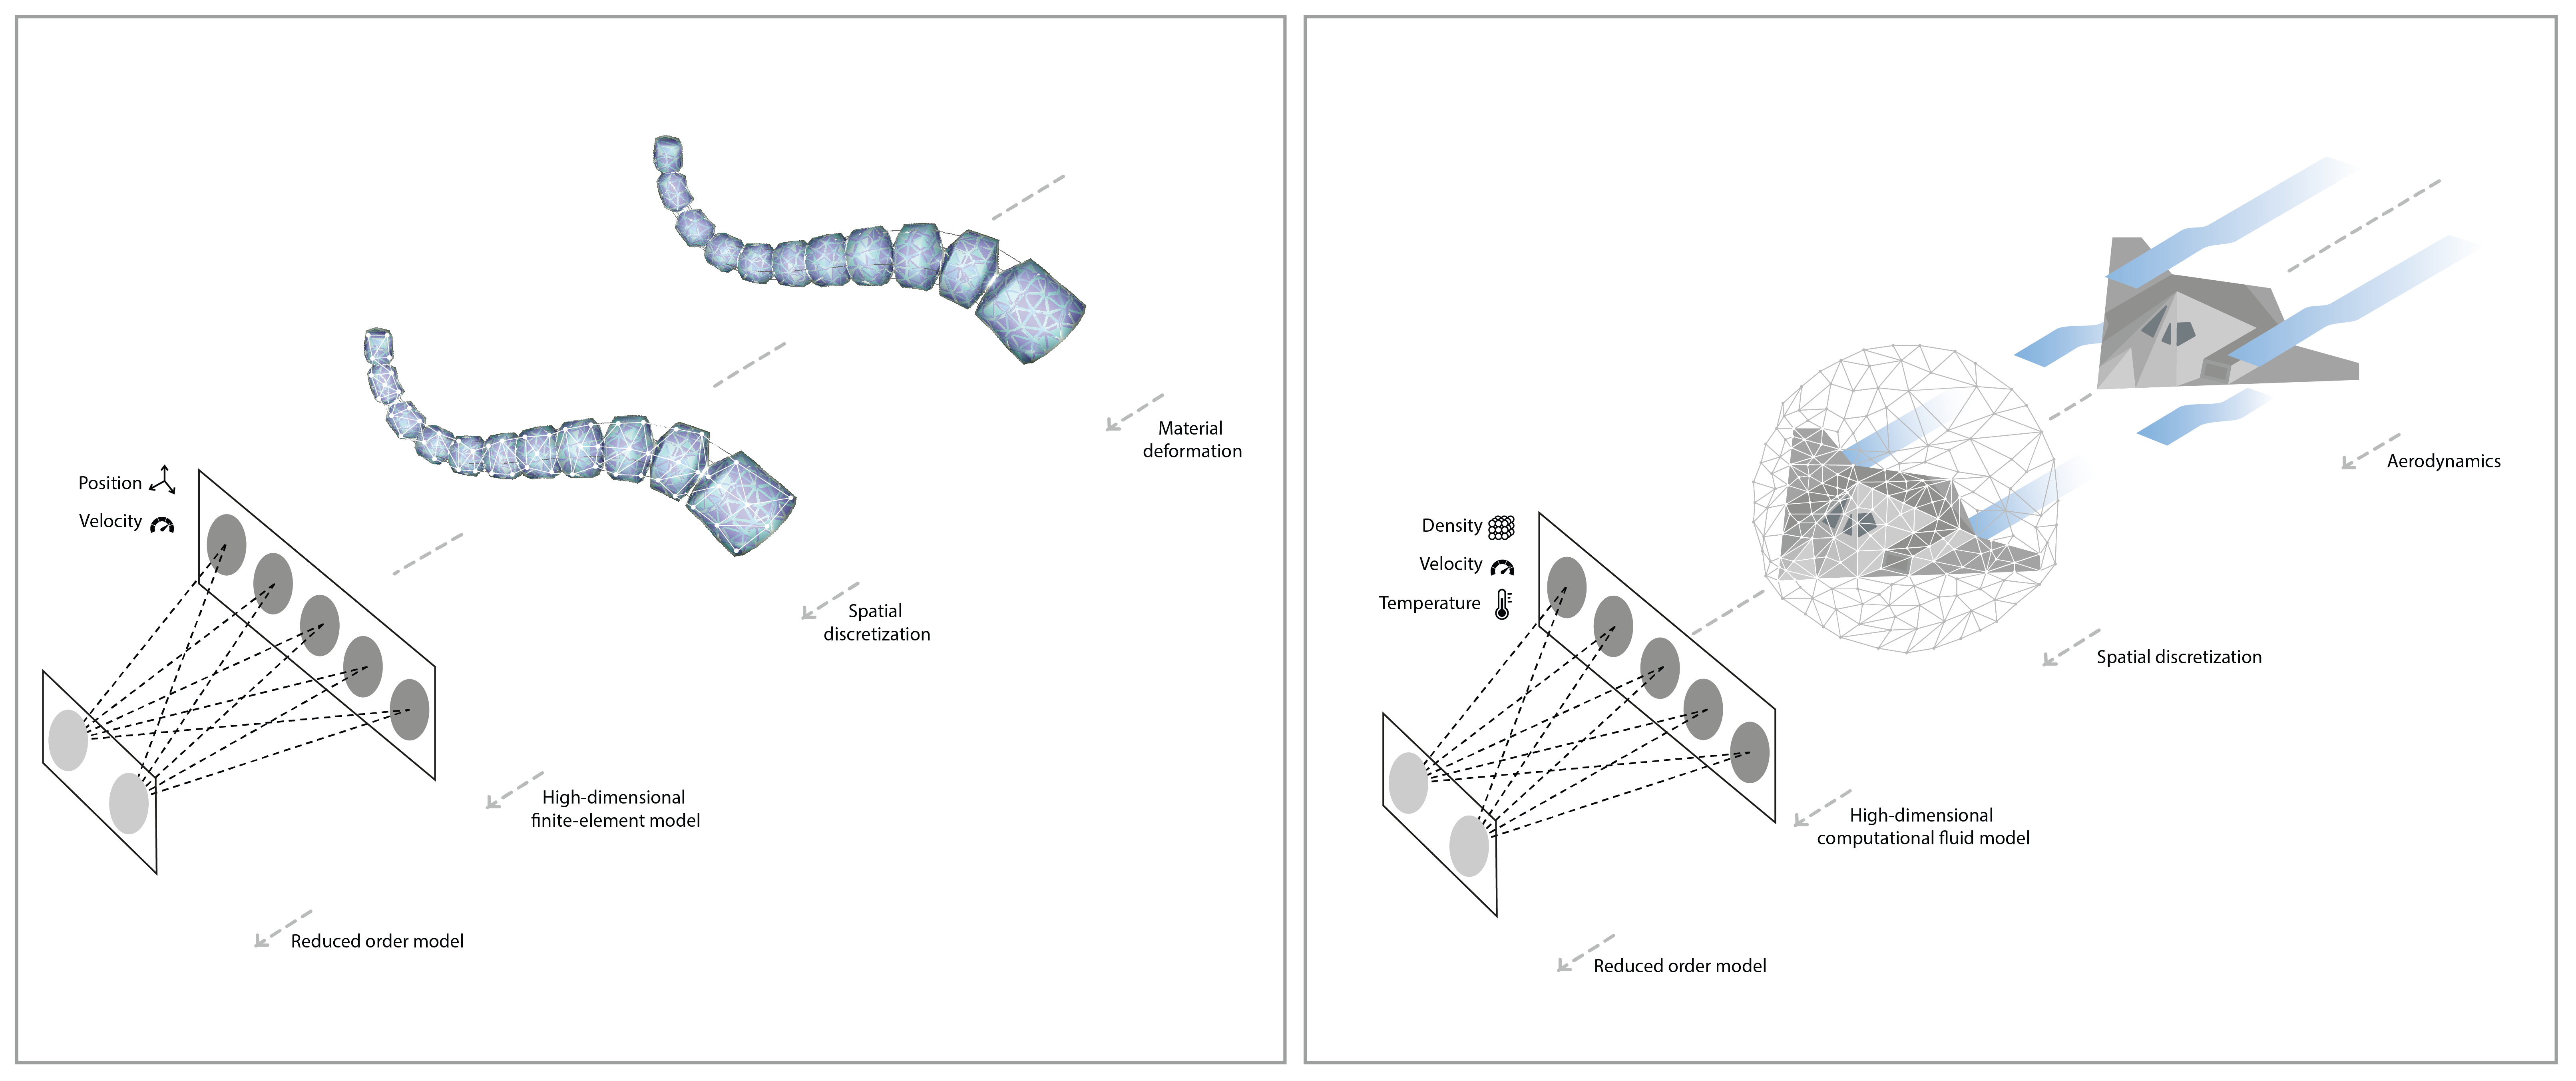 Material
deformation
Position
Velocity
Spatial
discretization
High-dimensional
finite-element model
Reduced order model
Aerodynamics
Density
Velocity
Temperature
Spatial discretization
High-dimensional
computational fluid model
Reduced order model